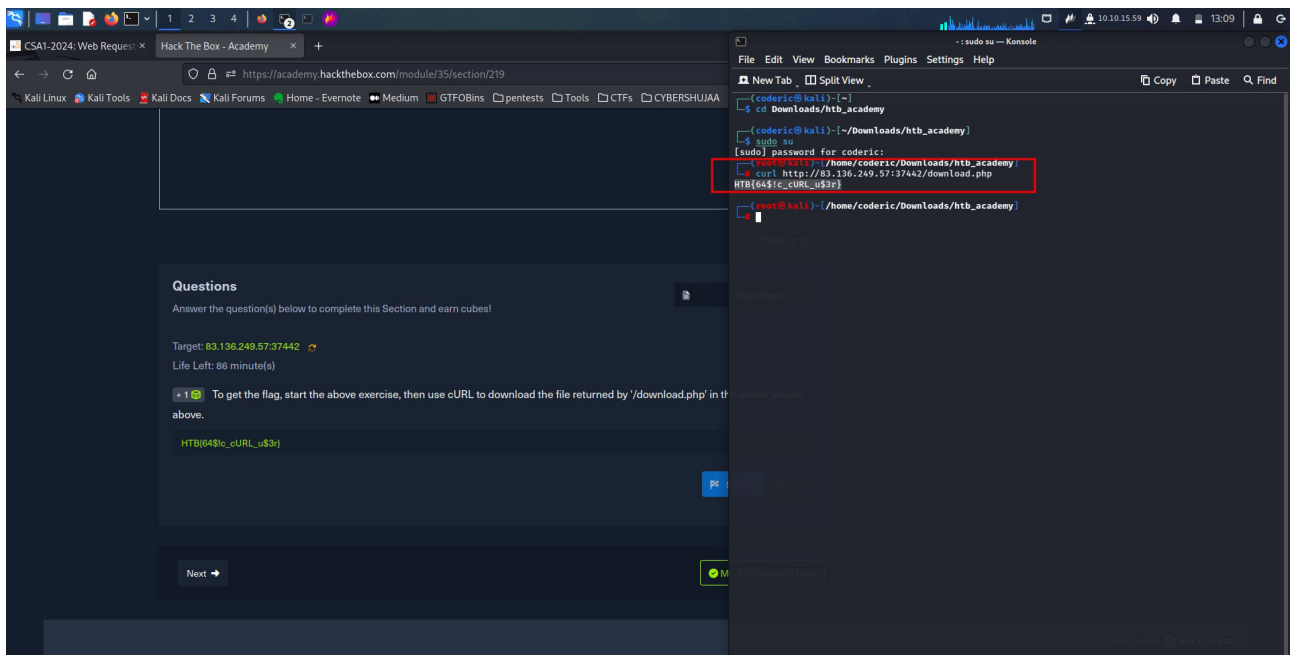 1 2 3 4
10.10.15.59
13:09
CSA1-2024: Web Request
Hack The Box - Academy
https://academy.hackthebox.com/module/35/section/219
Kali Linux Kali Tools Kali Docs Kali Forums Home - Evernote Medium GTFOBins pentests Tools CTFs CYBERSHUJAA
Questions
Answer the question(s) below to complete this Section and earn cubes!
Target: 83.136.249.57:37442
Life Left: 86 minute(s)
+ 1 To get the flag, start the above exercise, then use cURL to download the file returned by '/download.php' in the server shown
above.
HTB{64$!c_cURL_u$3r}
Next
~ : sudo su — Konsole
File Edit View Bookmarks Plugins Settings Help
New Tab Split View Copy Paste Find
┌──(coderic㉿kali)-[~]
└─$ cd Downloads/htb_academy
┌──(coderic㉿kali)-[~/Downloads/htb_academy]
└─$ sudo su
[sudo] password for coderic:
┌──(root㉿kali)-[/home/coderic/Downloads/htb_academy]
└─# curl http://83.136.249.57:37442/download.php
HTB{64$!c_cURL_u$3r}
┌──(root㉿kali)-[/home/coderic/Downloads/htb_academy]
└─#